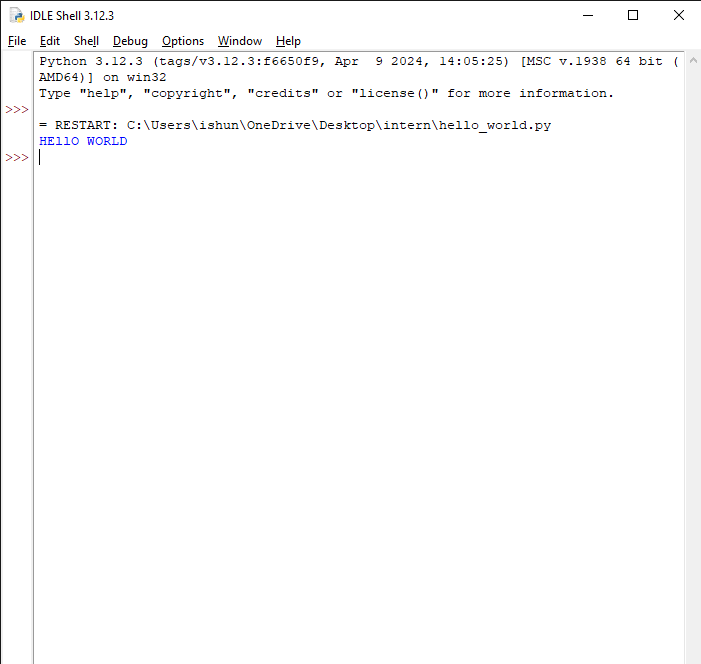 IDLE Shell 3.12.3
File Edit Shell Debug Options Window Help
Python 3.12.3 (tags/v3.12.3:f6650f9, Apr  9 2024, 14:05:25) [MSC v.1938 64 bit (
AMD64)] on win32
Type "help", "copyright", "credits" or "license()" for more information.
>>>
= RESTART: C:\Users\ishun\OneDrive\Desktop\intern\hello_world.py
HEllO WORLD
>>>